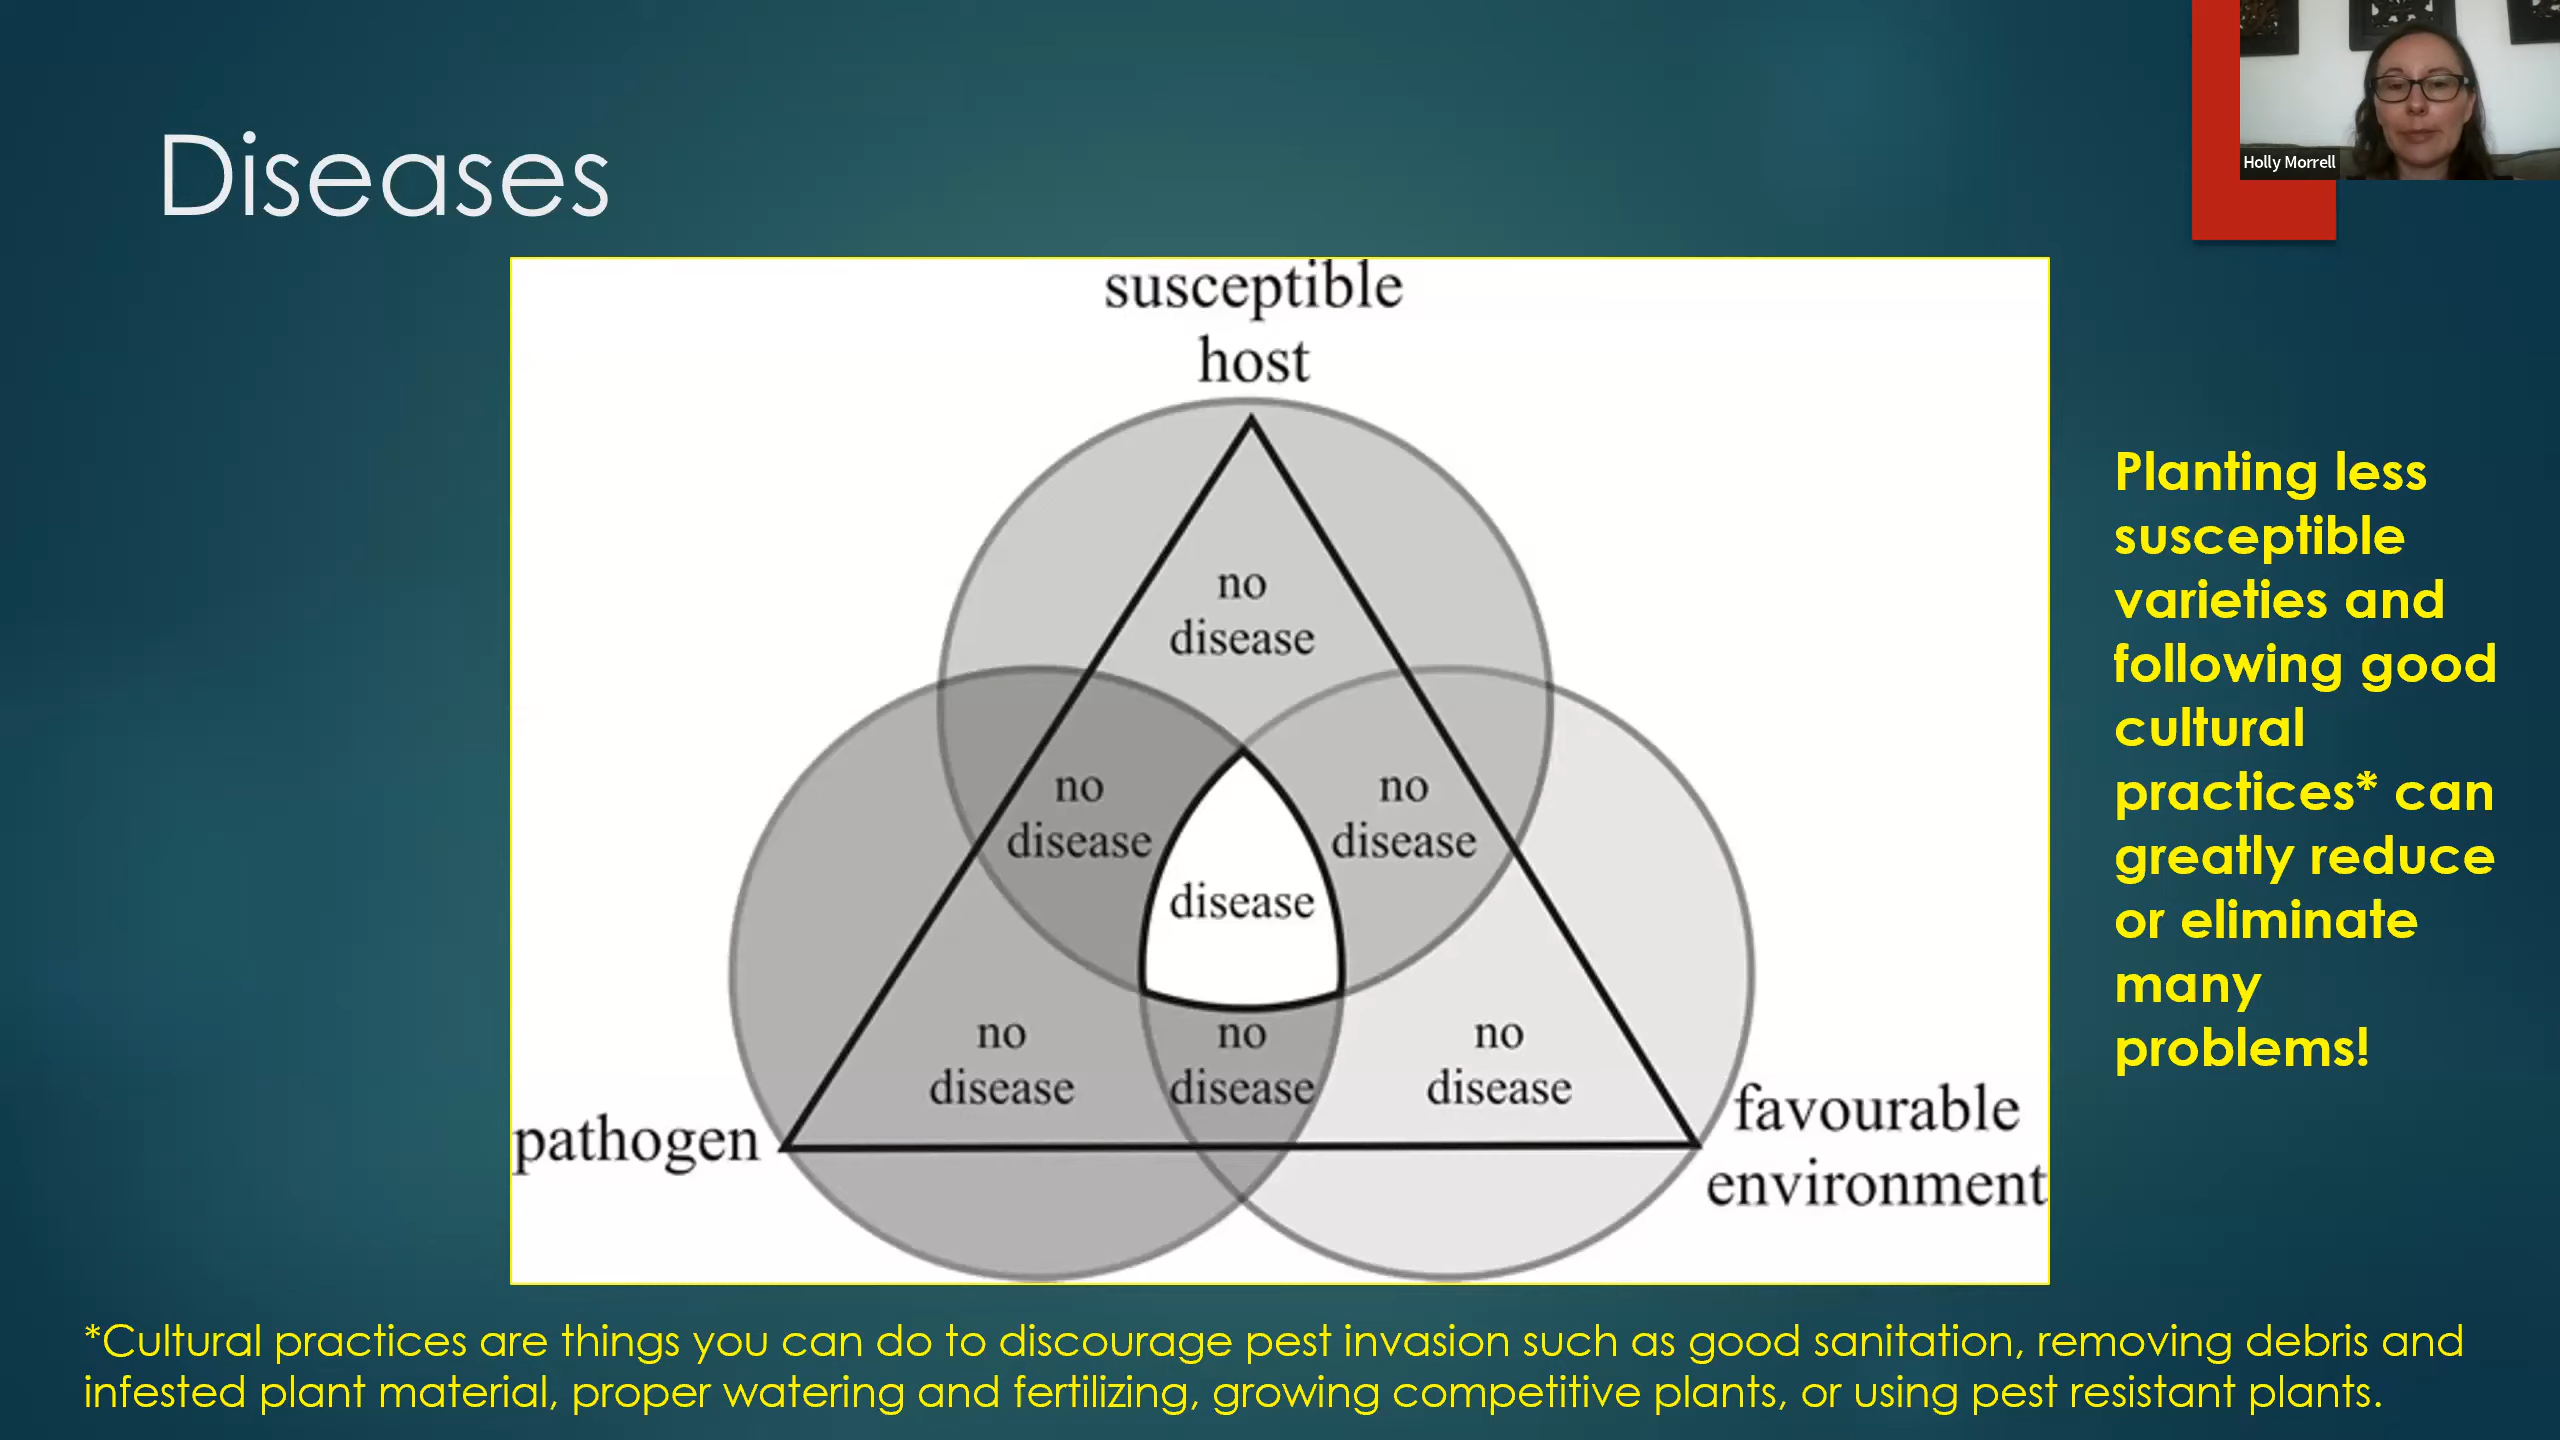 Holly Morrell
Diseases
susceptible
host
no
disease
no
disease
no
disease
disease
no
disease
no
disease
no
disease
pathogen
favourable
environment
Planting less
susceptible
varieties and
following good
cultural
practices* can
greatly reduce
or eliminate
many
problems!
*Cultural practices are things you can do to discourage pest invasion such as good sanitation, removing debris and
infested plant material, proper watering and fertilizing, growing competitive plants, or using pest resistant plants.